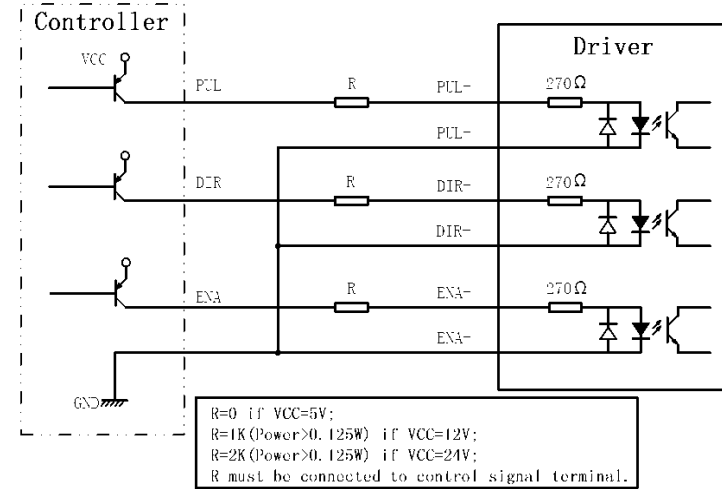 Controller
Driver
VCC
PUL
R
PUL-
270Ω
PUL-
DIR
R
DIR-
270Ω
DIR-
ENA
R
ENA-
270Ω
ENA-
GND
R=0 if VCC=5V;
R=1K(Power>0.125W) if VCC=12V;
R=2K(Power>0.125W) if VCC=24V;
R must be connected to control signal terminal.